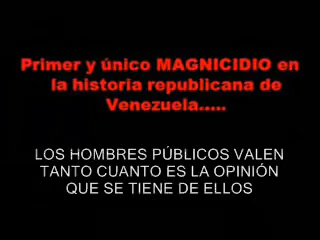 Primer y único MAGNICIDIO en
la historia republicana de
Venezuela.....
LOS HOMBRES PÚBLICOS VALEN
TANTO CUANTO ES LA OPINIÓN
QUE SE TIENE DE ELLOS